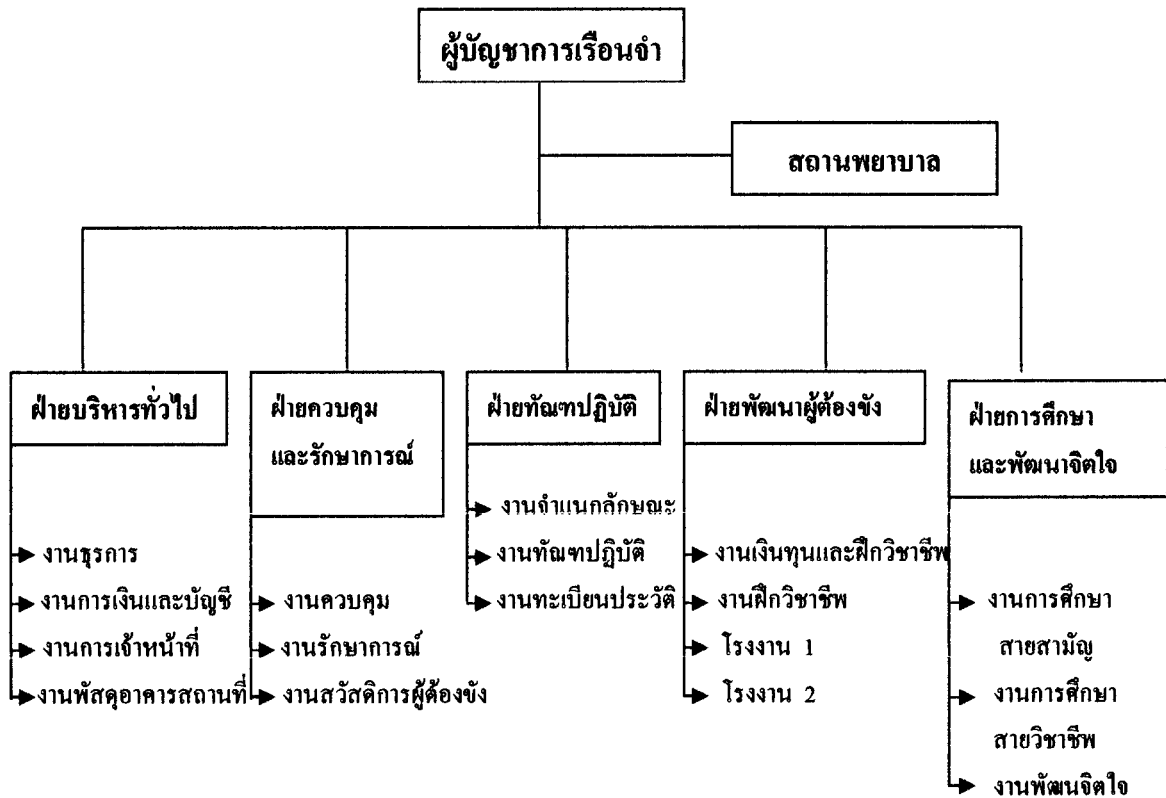 ผู้บัญชาการเรือนจำ
สถานพยาบาล
ฝ่ายบริหารทั่วไป
งานธุรการ
งานการเงินและบัญชี
งานการเจ้าหน้าที่
งานพัสดุอาคารสถานที่
ฝ่ายควบคุม
และรักษาการณ์
งานควบคุม
งานรักษาการณ์
งานสวัสดิการผู้ต้องขัง
ฝ่ายทัณฑปฏิบัติ
งานจำแนกลักษณะ
งานทัณฑปฏิบัติ
งานทะเบียนประวัติ
ฝ่ายพัฒนาผู้ต้องขัง
งานเงินทุนและฝึกวิชาชีพ
งานฝึกวิชาชีพ
โรงงาน 1
โรงงาน 2
ฝ่ายการศึกษา
และพัฒนาจิตใจ
งานการศึกษา
สายสามัญ
งานการศึกษา
สายวิชาชีพ
งานพัฒนจิตใจ